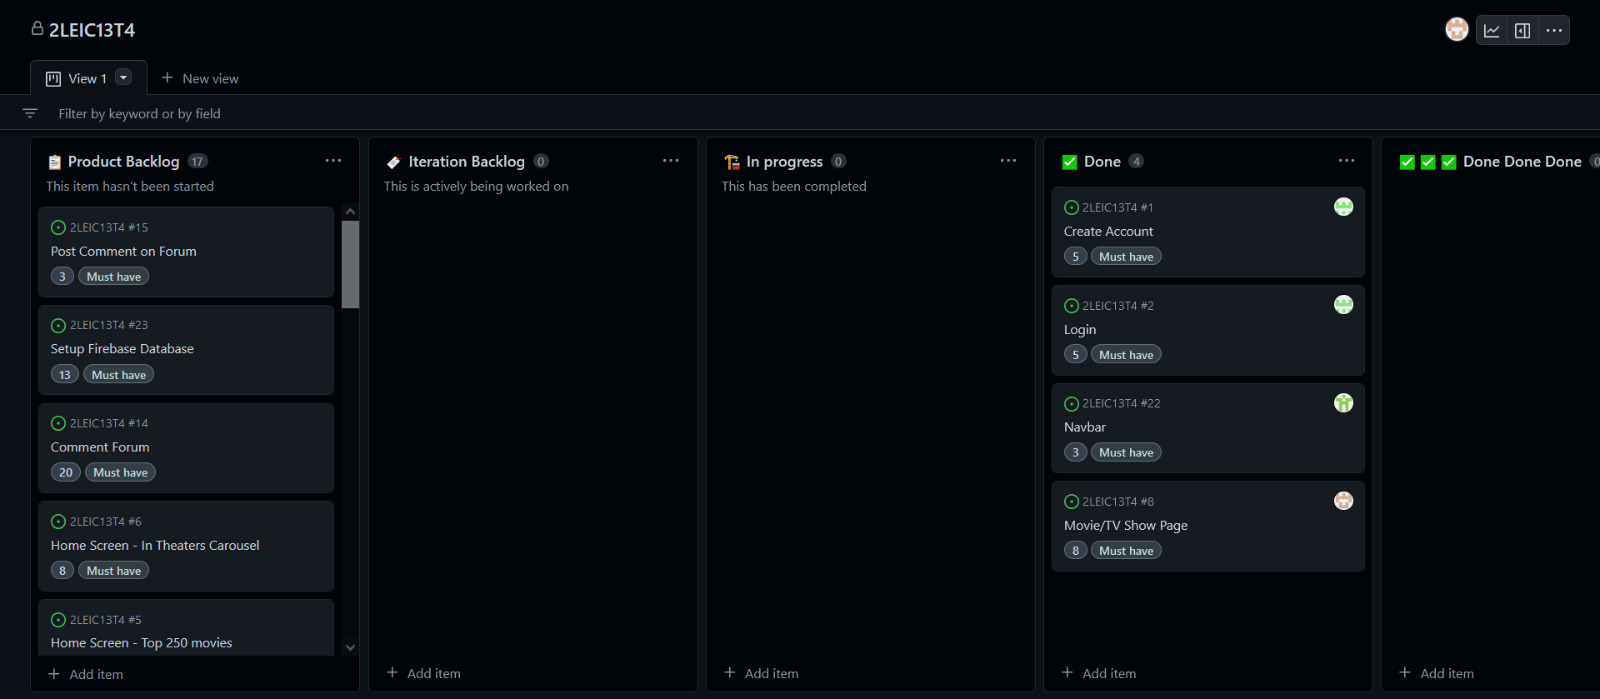 2LEIC13T4
View 1
New view
Filter by keyword or by field
Product Backlog 17
This item hasn't been started
2LEIC13T4 #15
Post Comment on Forum
3 Must have
2LEIC13T4 #23
Setup Firebase Database
13 Must have
2LEIC13T4 #14
Comment Forum
20 Must have
2LEIC13T4 #6
Home Screen - In Theaters Carousel
8 Must have
2LEIC13T4 #5
Home Screen - Top 250 movies
Add item
Iteration Backlog 0
This is actively being worked on
Add item
In progress 0
This has been completed
Add item
Done 4
2LEIC13T4 #1
Create Account
5 Must have
2LEIC13T4 #2
Login
5 Must have
2LEIC13T4 #22
Navbar
3 Must have
2LEIC13T4 #8
Movie/TV Show Page
8 Must have
Add item
Done Done Done 0
Add item